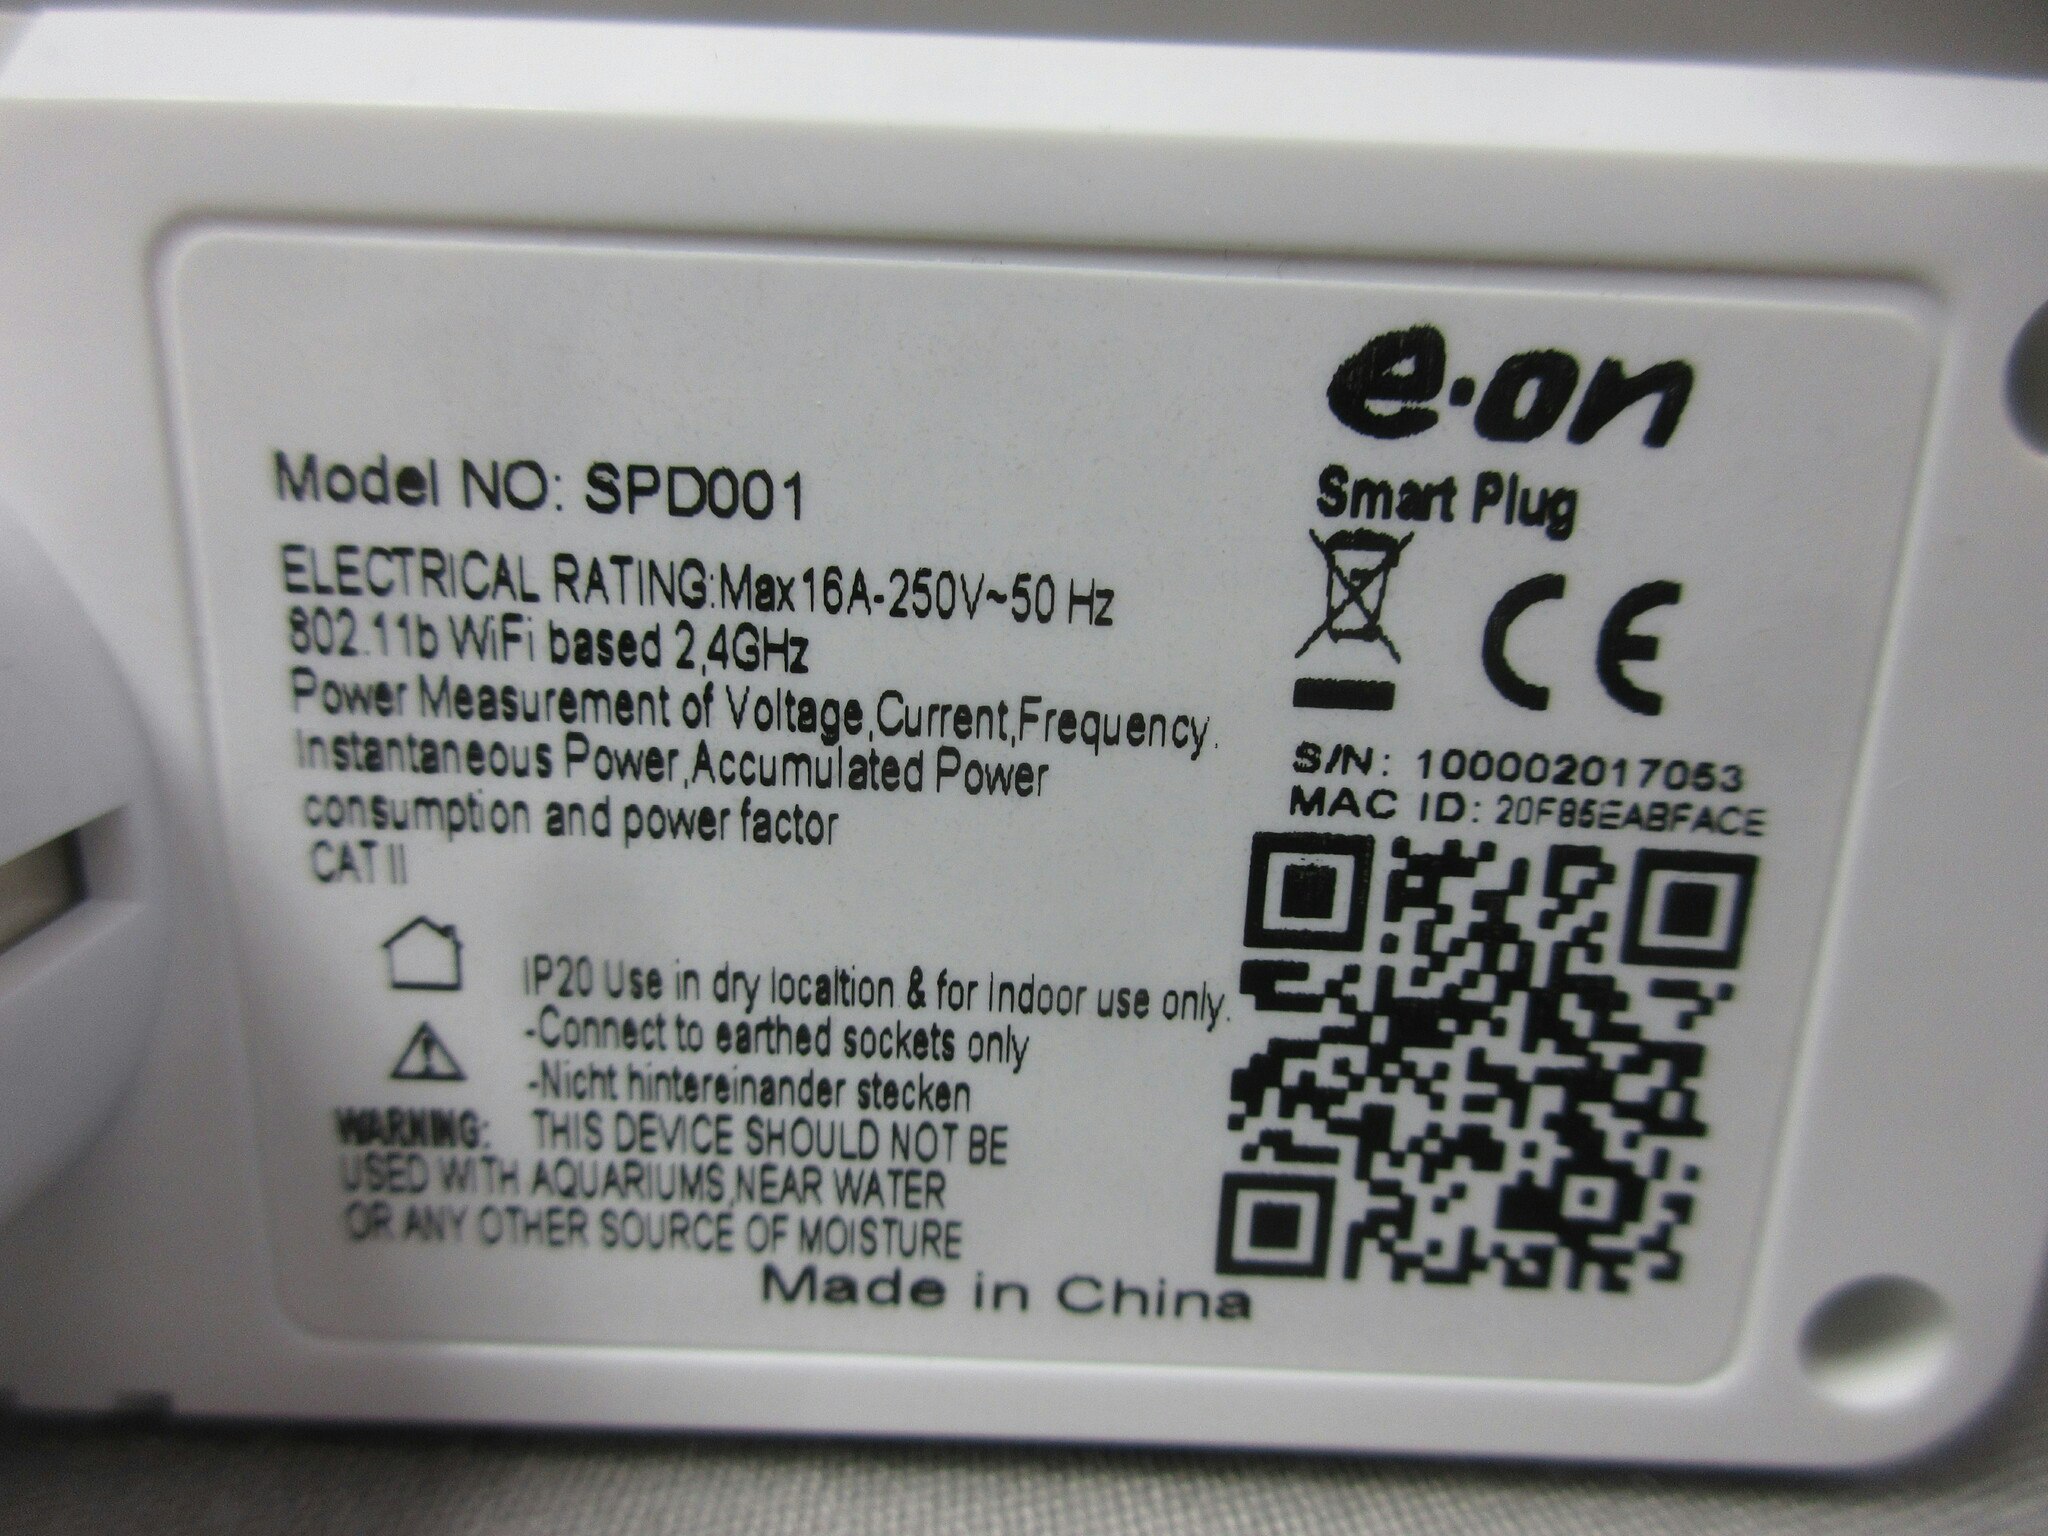 e·on
Smart Plug
Model NO: SPD001
ELECTRICAL RATING:Max16A-250V~50 Hz
802.11b WiFi based 2,4GHz
Power Measurement of Voltage,Current,Frequency.
Instantaneous Power,Accumulated Power
consumption and power factor
CAT II
CE
S/N: 100002017053
MAC ID: 20F85EABFACE
IP20 Use in dry localtion & for Indoor use only.
-Connect to earthed sockets only
-Nicht hintereinander stecken
WARNING: THIS DEVICE SHOULD NOT BE
USED WITH AQUARIUMS,NEAR WATER
OR ANY OTHER SOURCE OF MOISTURE
Made in China